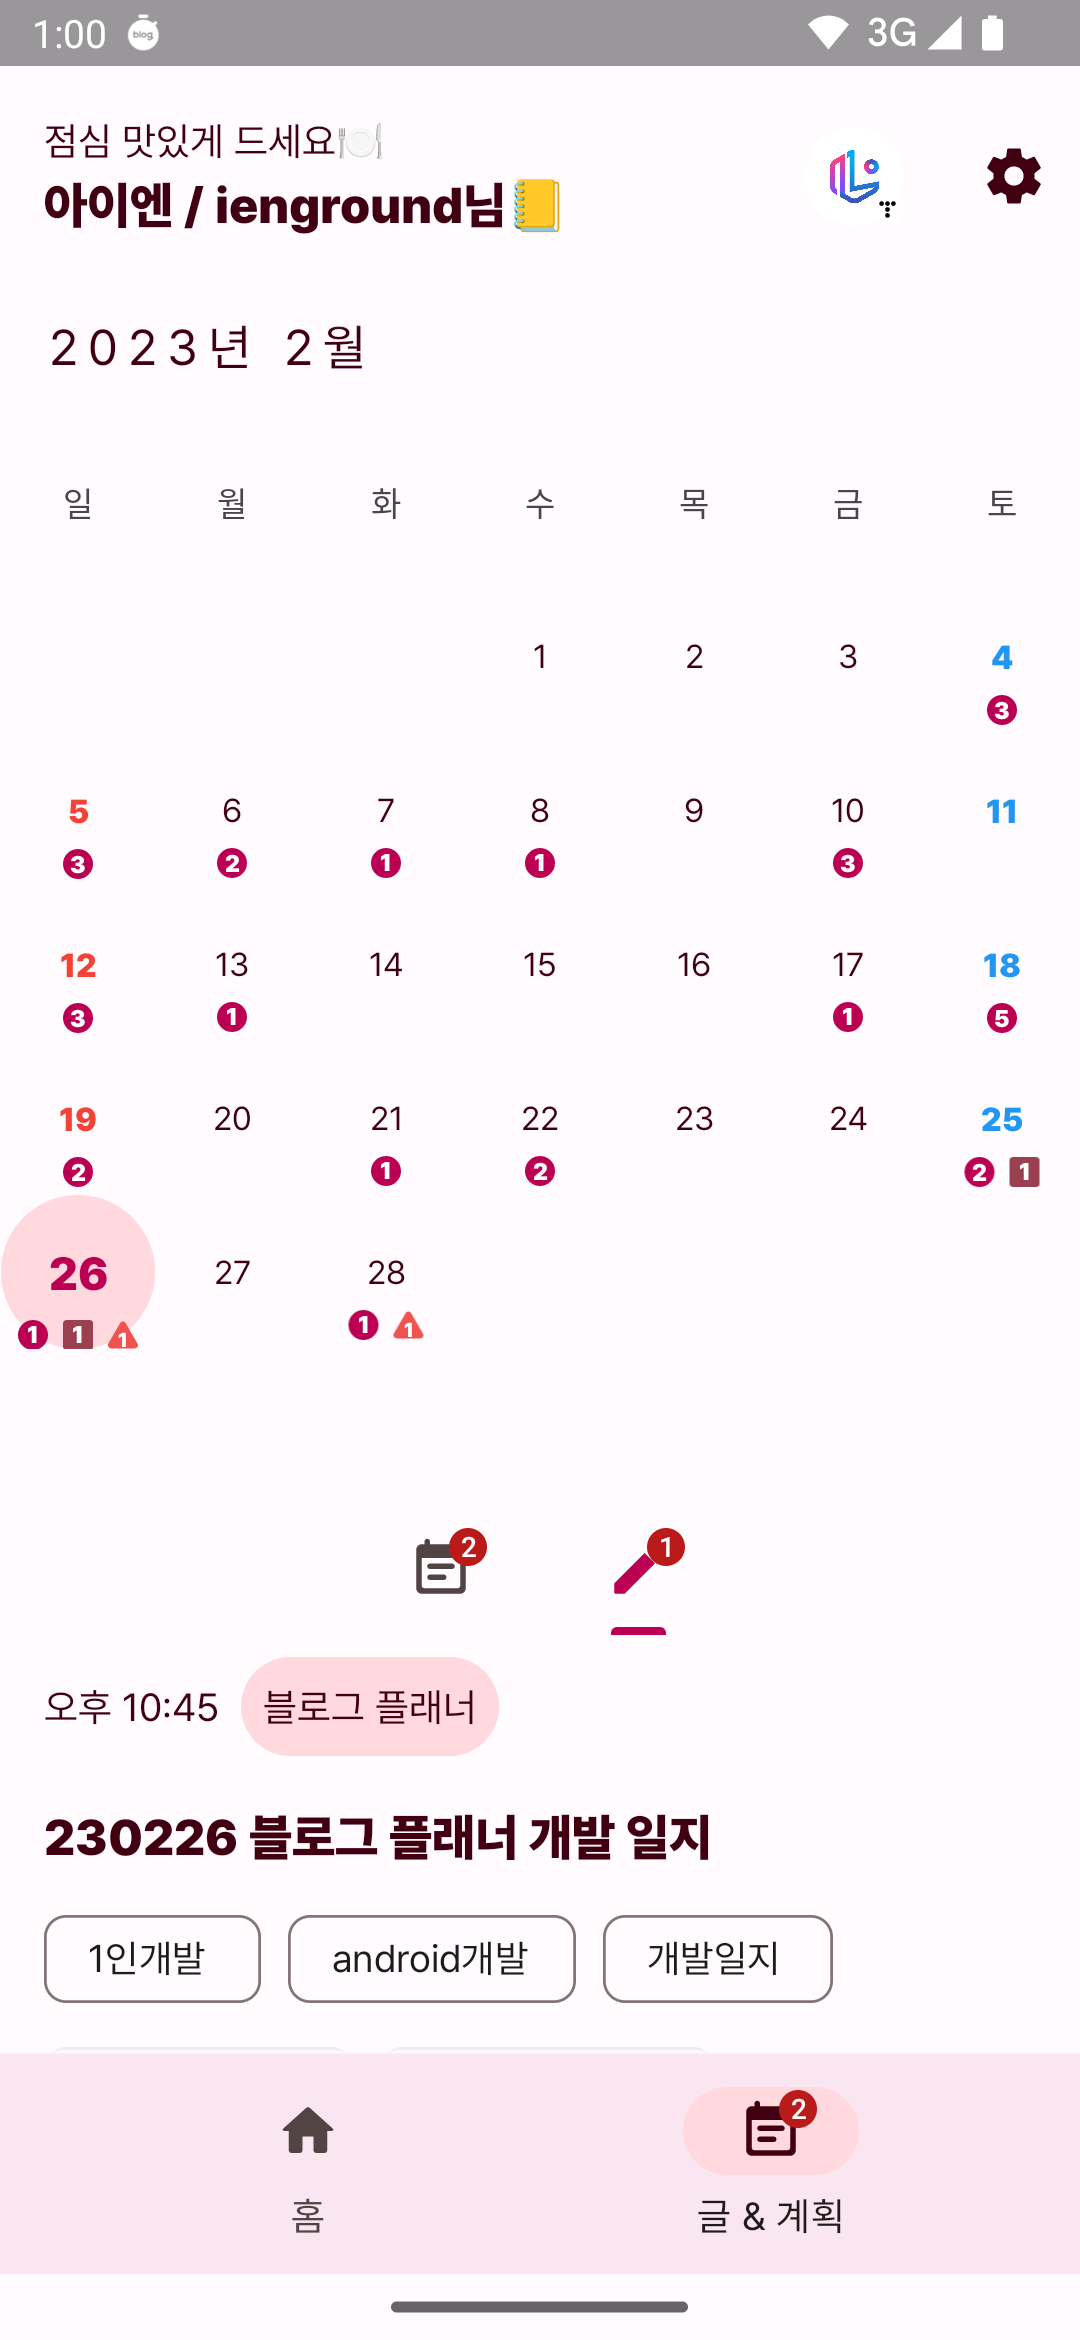 1:00 blog 3G
점심 맛있게 드세요🍽️
아이엔 / ienground님📒
2023년 2월
일 월 화 수 목 금 토
1 2 3 4
3
5 6 7 8 9 10 11
3 2 1 1 3
12 13 14 15 16 17 18
3 1 1 5
19 20 21 22 23 24 25
2 1 2 2 1
26 27 28
1 1 1 1 1
2 1
오후 10:45 블로그 플래너
230226 블로그 플래너 개발 일지
1인개발 android개발 개발일지
2
홈 글 & 계획